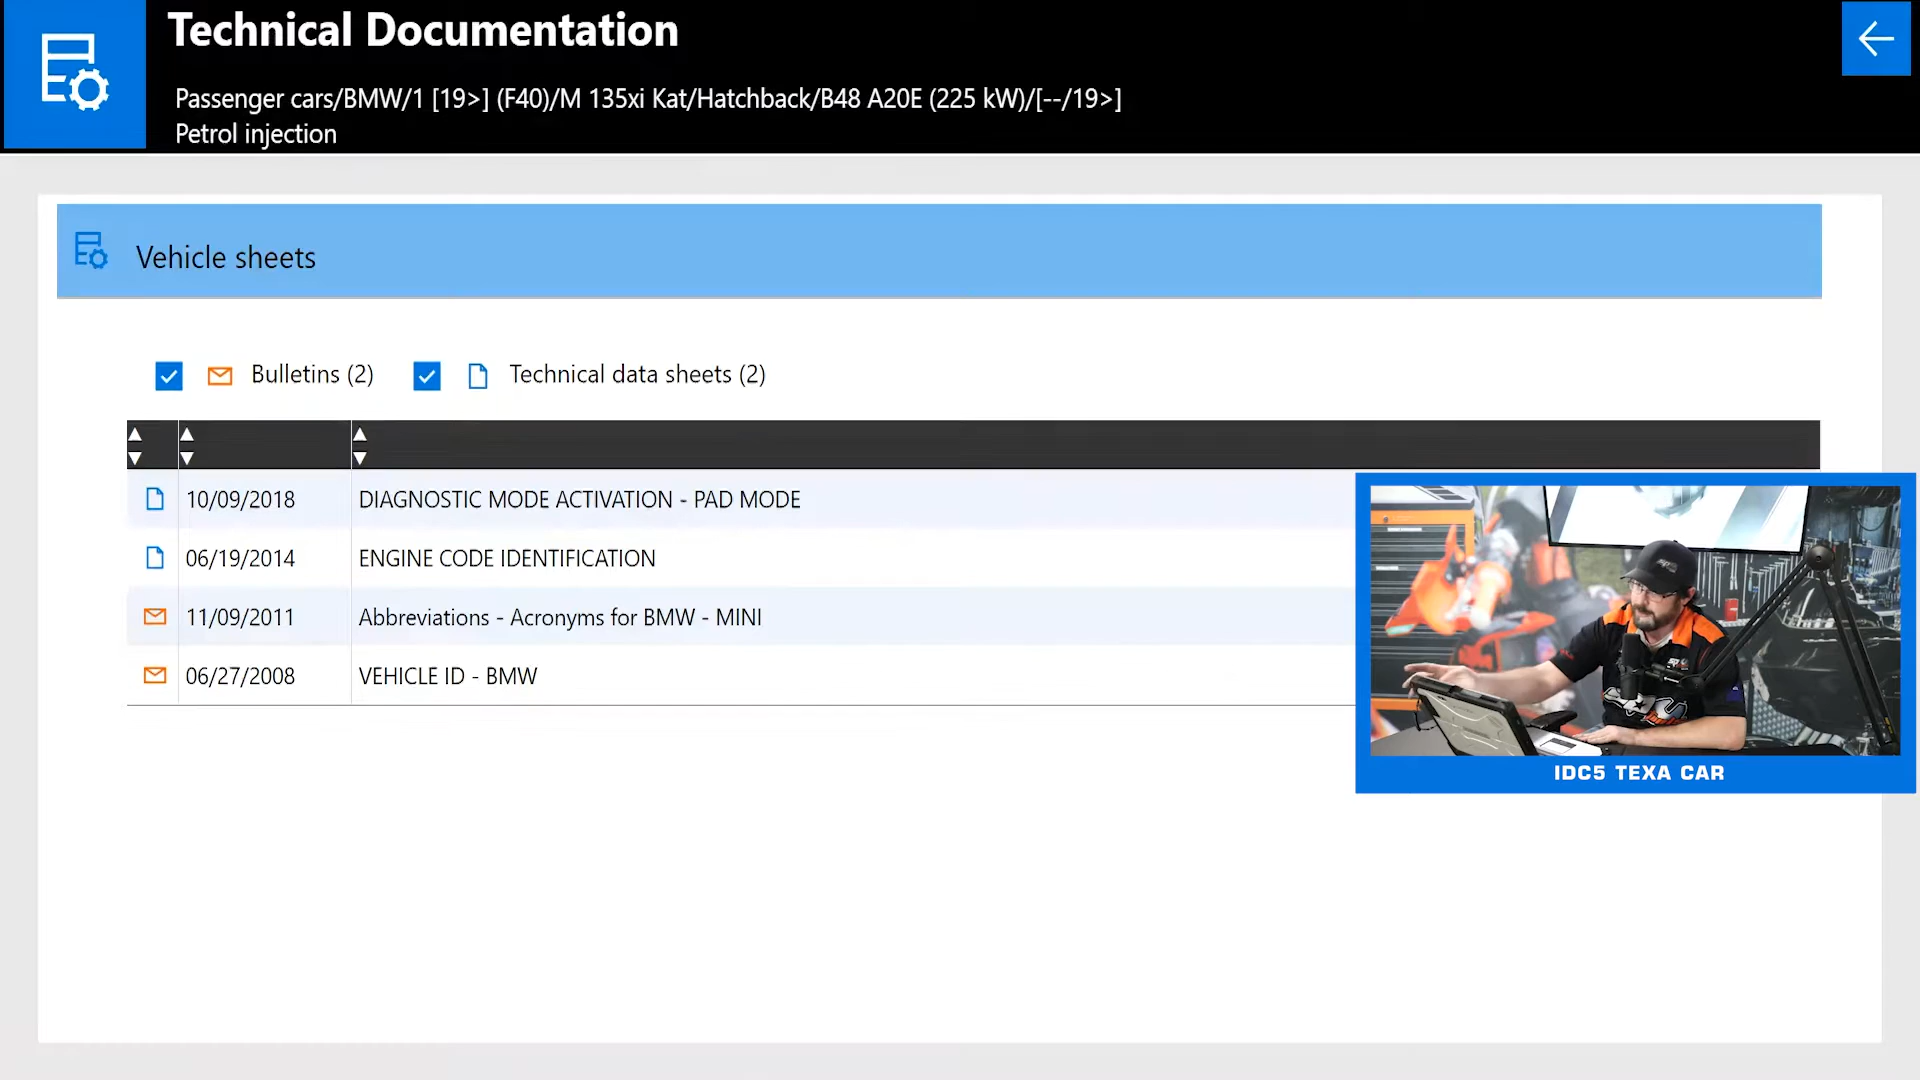 Technical Documentation
Passenger cars/BMW/1 [19>] (F40)/M 135xi Kat/Hatchback/B48 A20E (225 kW)/[--/19>]
Petrol injection
Vehicle sheets
Bulletins (2)
Technical data sheets (2)
10/09/2018 DIAGNOSTIC MODE ACTIVATION - PAD MODE
06/19/2014 ENGINE CODE IDENTIFICATION
11/09/2011 Abbreviations - Acronyms for BMW - MINI
06/27/2008 VEHICLE ID - BMW
IDC5 TEXA CAR